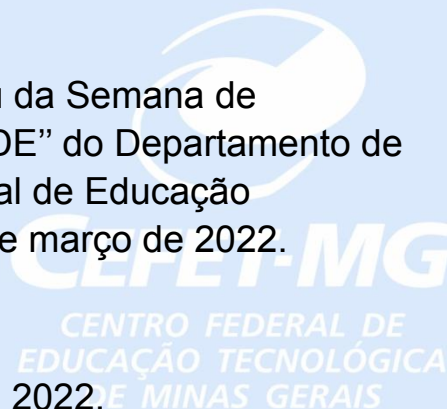 da Semana de
DE’’ do Departamento de
al de Educação
e março de 2022.
CEFET-MG
CENTRO FEDERAL DE
EDUCAÇÃO TECNOLÓGICA
2022.
DE MINAS GERAIS